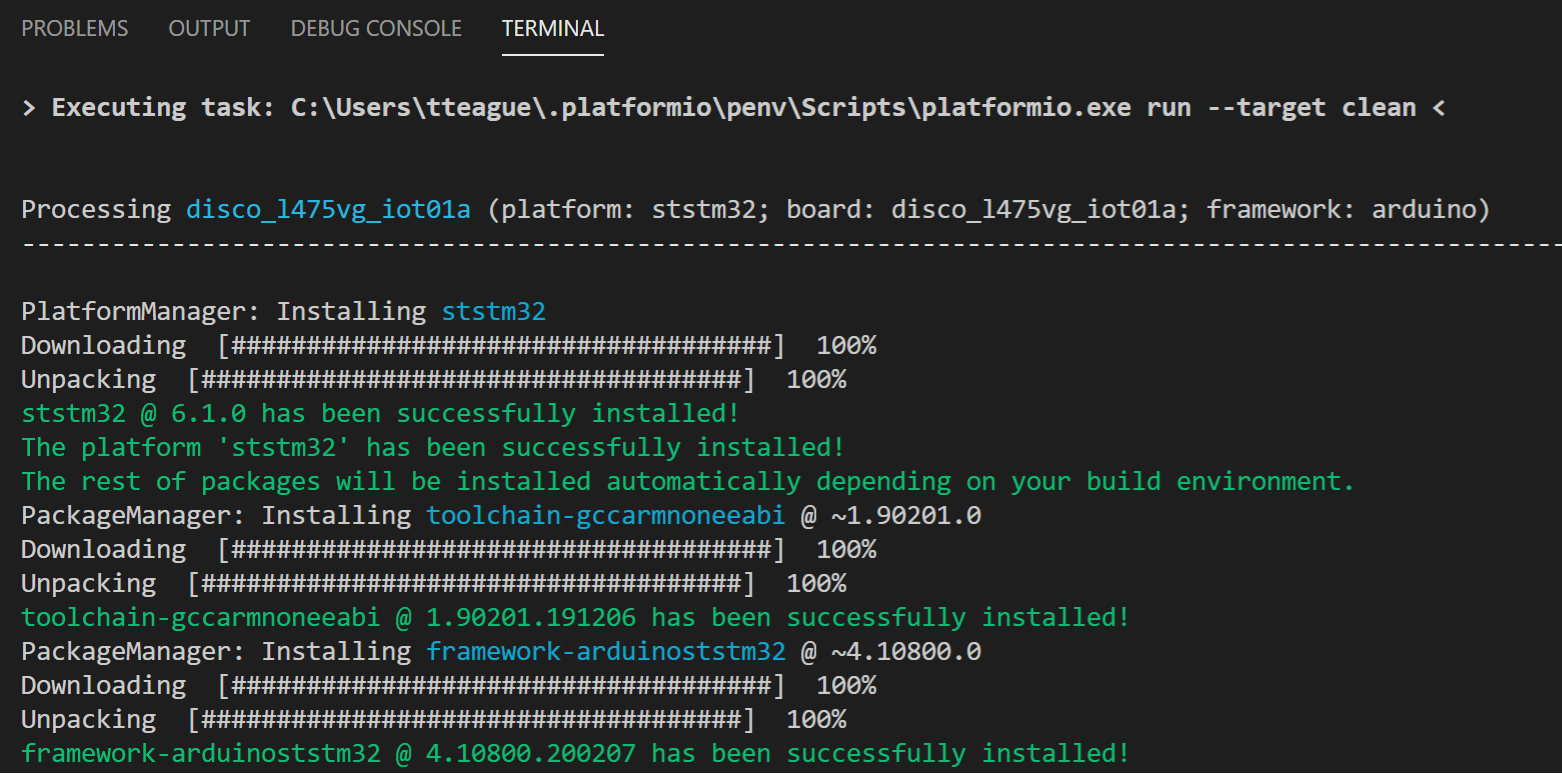 PROBLEMS OUTPUT DEBUG CONSOLE TERMINAL
> Executing task: C:\Users\tteague\.platformio\penv\Scripts\platformio.exe run --target clean <
Processing disco_l475vg_iot01a (platform: ststm32; board: disco_l475vg_iot01a; framework: arduino)
-------------------------------------------------------------------------------------------------------
PlatformManager: Installing ststm32
Downloading  [####################################]  100%
Unpacking  [####################################]  100%
ststm32 @ 6.1.0 has been successfully installed!
The platform 'ststm32' has been successfully installed!
The rest of packages will be installed automatically depending on your build environment.
PackageManager: Installing toolchain-gccarmnoneeabi @ ~1.90201.0
Downloading  [####################################]  100%
Unpacking  [####################################]  100%
toolchain-gccarmnoneeabi @ 1.90201.191206 has been successfully installed!
PackageManager: Installing framework-arduinoststm32 @ ~4.10800.0
Downloading  [####################################]  100%
Unpacking  [####################################]  100%
framework-arduinoststm32 @ 4.10800.200207 has been successfully installed!